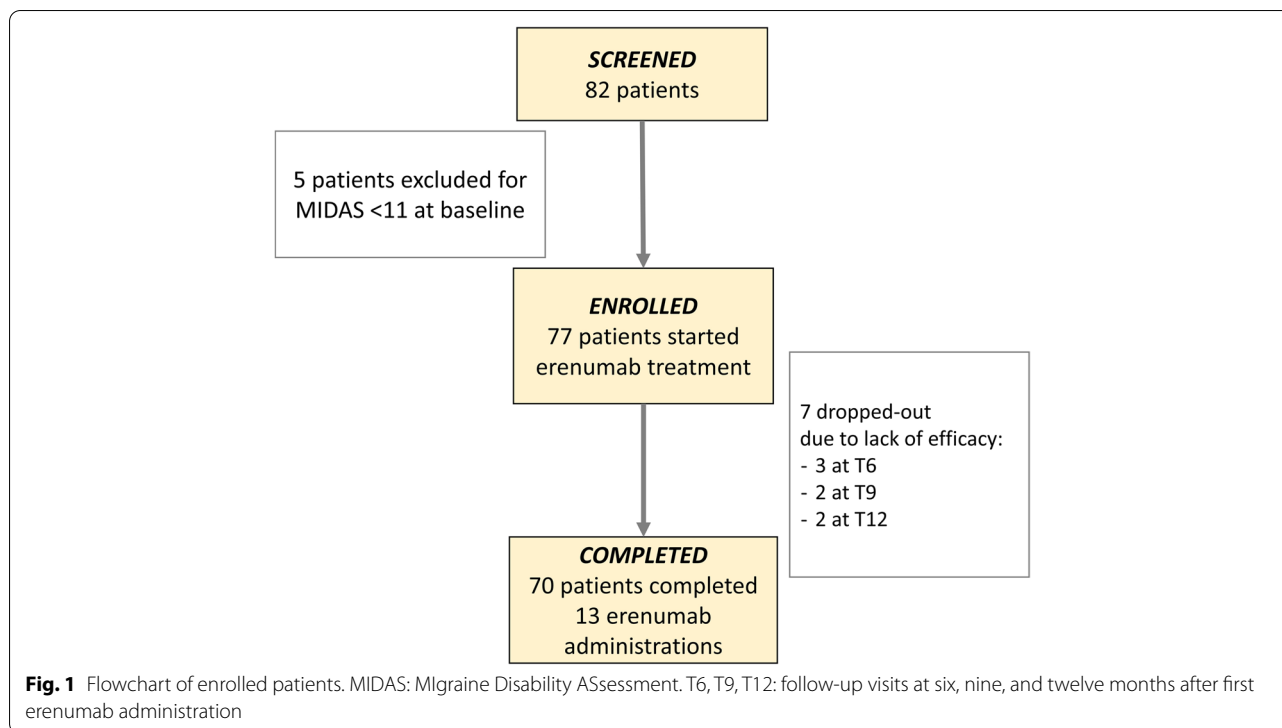 SCREENED
82 patients
5 patients excluded for
MIDAS <11 at baseline
ENROLLED
77 patients started
erenumab treatment
7 dropped-out
due to lack of efficacy:
- 3 at T6
- 2 at T9
- 2 at T12
COMPLETED
70 patients completed
13 erenumab
administrations
Fig. 1 Flowchart of enrolled patients. MIDAS: MIgraine Disability ASsessment. T6, T9, T12: follow-up visits at six, nine, and twelve months after first
erenumab administration